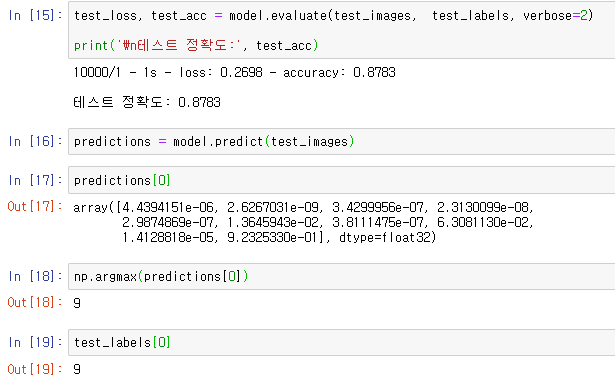 In [15]: test_loss, test_acc = model.evaluate(test_images,  test_labels, verbose=2)
print('₩n테스트 정확도:', test_acc)
10000/1 - 1s - loss: 0.2698 - accuracy: 0.8783
테스트 정확도: 0.8783
In [16]: predictions = model.predict(test_images)
In [17]: predictions[0]
Out[17]: array([4.4394151e-06, 2.6267031e-09, 3.4299956e-07, 2.3130099e-08,
2.9874869e-07, 1.3645943e-02, 3.8111475e-07, 6.3081130e-02,
1.4128818e-05, 9.2325330e-01], dtype=float32)
In [18]: np.argmax(predictions[0])
Out[18]: 9
In [19]: test_labels[0]
Out[19]: 9